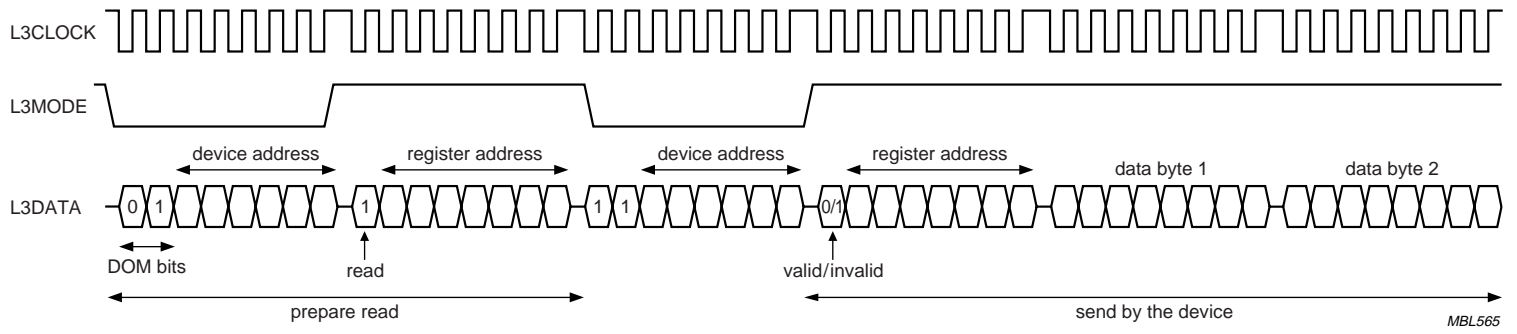 L3CLOCK
L3MODE
device address register address device address register address data byte 1 data byte 2
L3DATA 0 1 1 1 1 0/1
DOM bits read valid/invalid
prepare read send by the device
MBL565